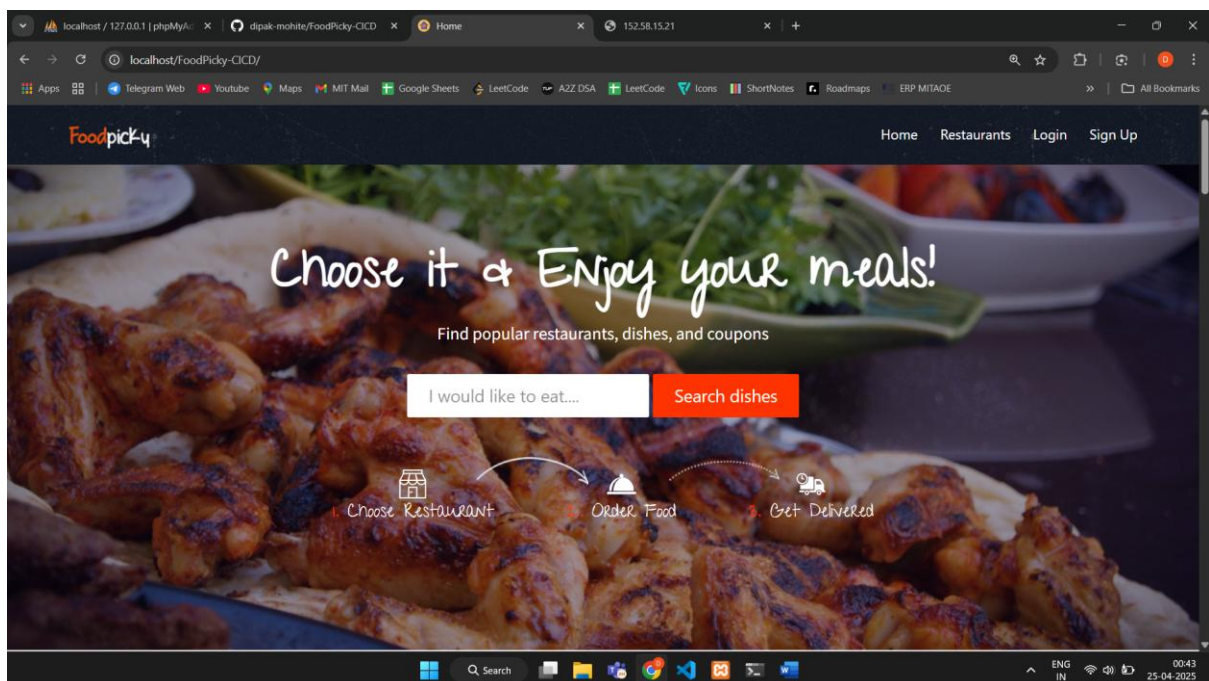 localhost / 127.0.0.1 | phpMyAd
dipak-mohite/FoodPicky-CICD
Home
152.58.15.21
localhost/FoodPicky-CICD/
Apps
Telegram Web
Youtube
Maps
MIT Mail
Google Sheets
LeetCode
A2Z DSA
LeetCode
Icons
ShortNotes
Roadmaps
ERP MITAOE
»
All Bookmarks
Foodpicky
Home Restaurants Login Sign Up
Choose it & Enjoy your meals!
Find popular restaurants, dishes, and coupons
I would like to eat....
Search dishes
1. Choose Restaurant
Order Food
3. Get Delivered
Search
ENG
IN
00:43
25-04-2025